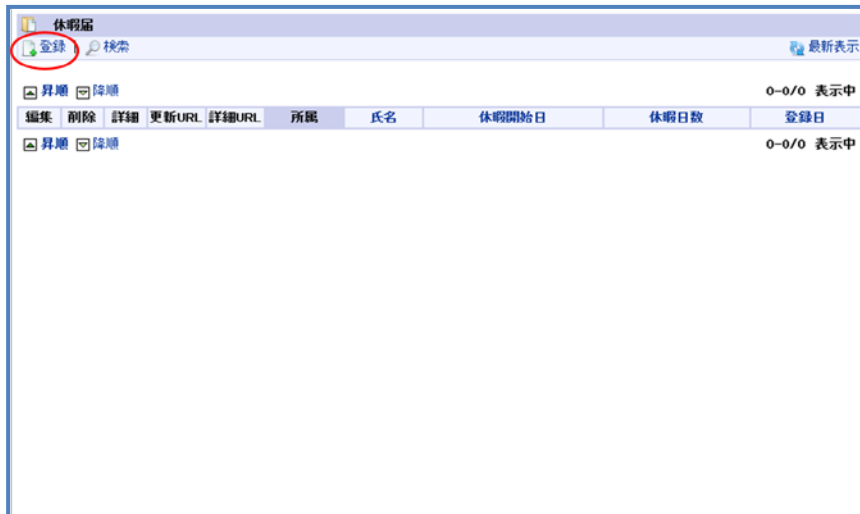 休暇届
登録 | 検索 最新表示
昇順 降順 0-0/0 表示中
編集 削除 詳細 更新URL 詳細URL 所属 氏名 休暇開始日 休暇日数 登録日
昇順 降順 0-0/0 表示中